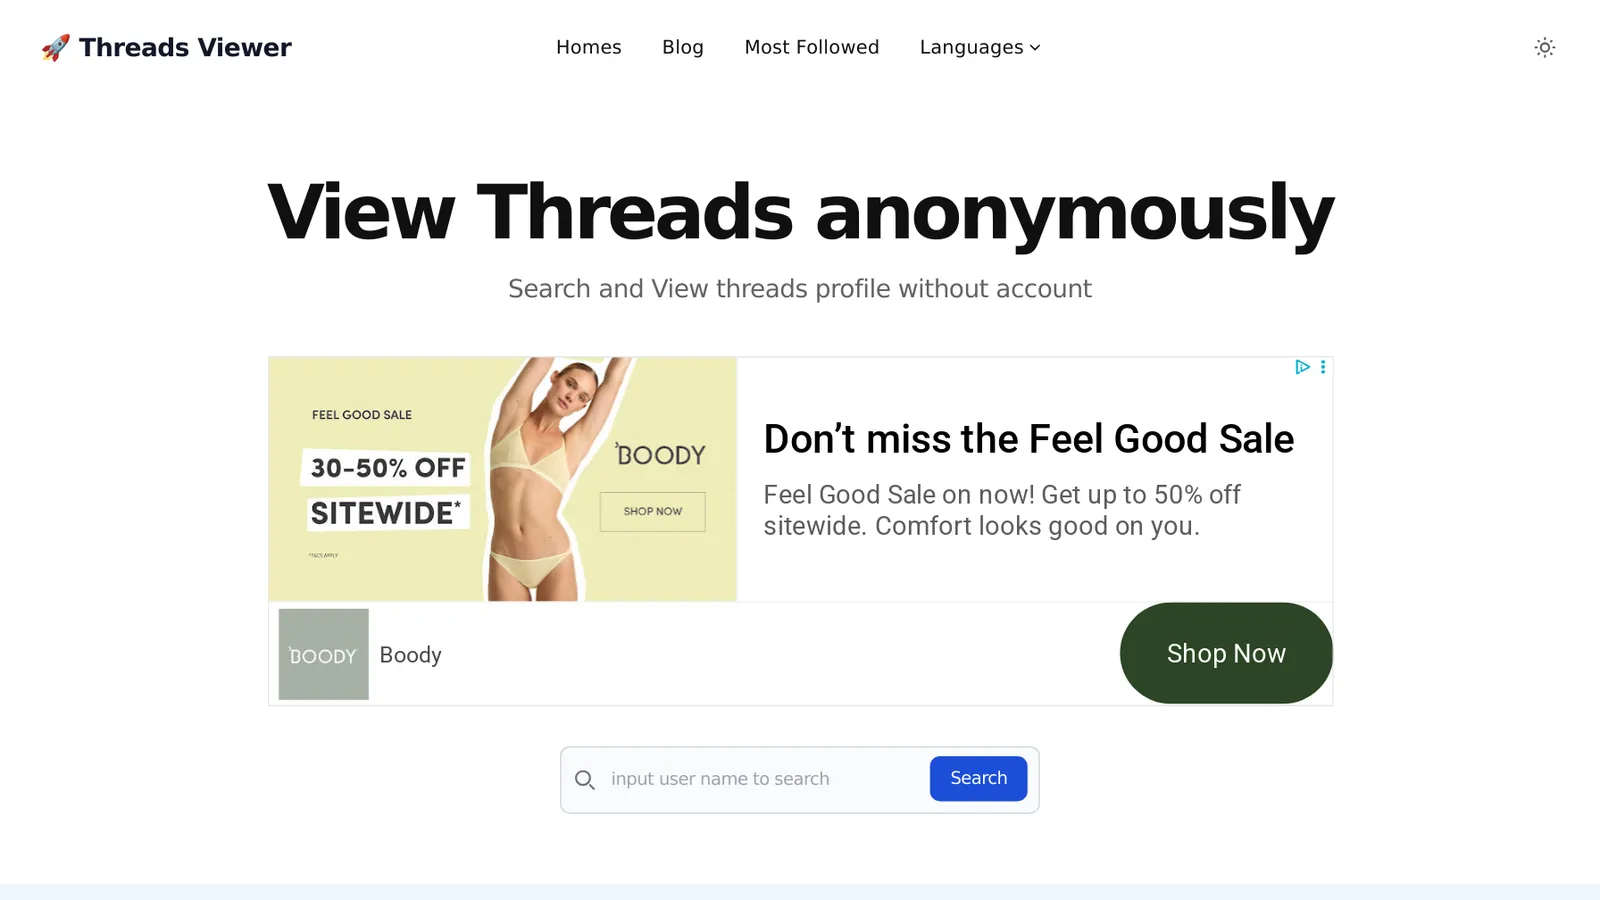 Threads Viewer
Homes
Blog
Most Followed
Languages
View Threads anonymously
Search and View threads profile without account
FEEL GOOD SALE
30-50% OFF
SITEWIDE*
*T&CS APPLY
BOODY
SHOP NOW
Don’t miss the Feel Good Sale
Feel Good Sale on now! Get up to 50% off
sitewide. Comfort looks good on you.
BOODY
Boody
Shop Now
input user name to search
Search